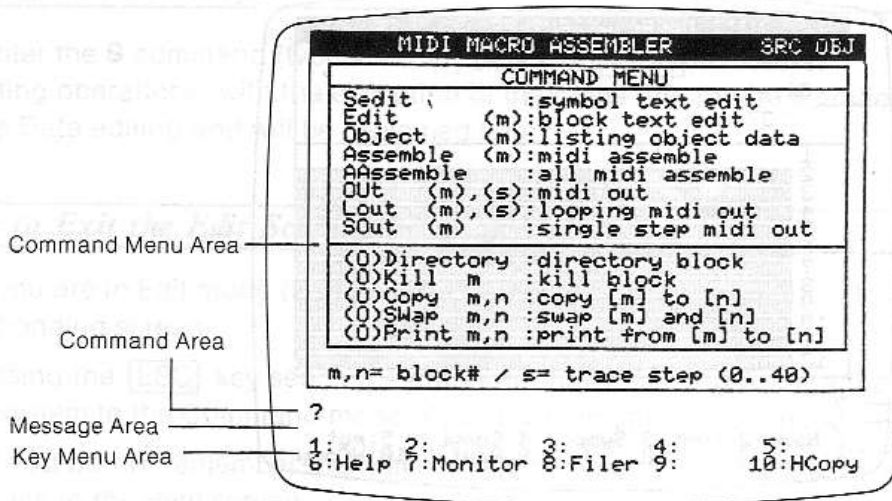 MIDI MACRO ASSEMBLER SRC OBJ
COMMAND MENU
Sedit :symbol text edit
Edit (m):block text edit
Object (m):listing object data
Assemble (m):midi assemble
AAssemble :all midi assemble
OUt (m),(s):midi out
Lout (m),(s):looping midi out
SOut (m) :single step midi out
(O)Directory :directory block
(O)Kill m :kill block
(O)Copy m,n :copy [m] to [n]
(O)SWap m,n :swap [m] and [n]
(O)Print m,n :print from [m] to [n]
m,n= block# / s= trace step (0..40)
?
1: 2: 3: 4: 5:
6:Help 7:Monitor 8:Filer 9: 10:HCopy
Command Menu Area
Command Area
Message Area
Key Menu Area